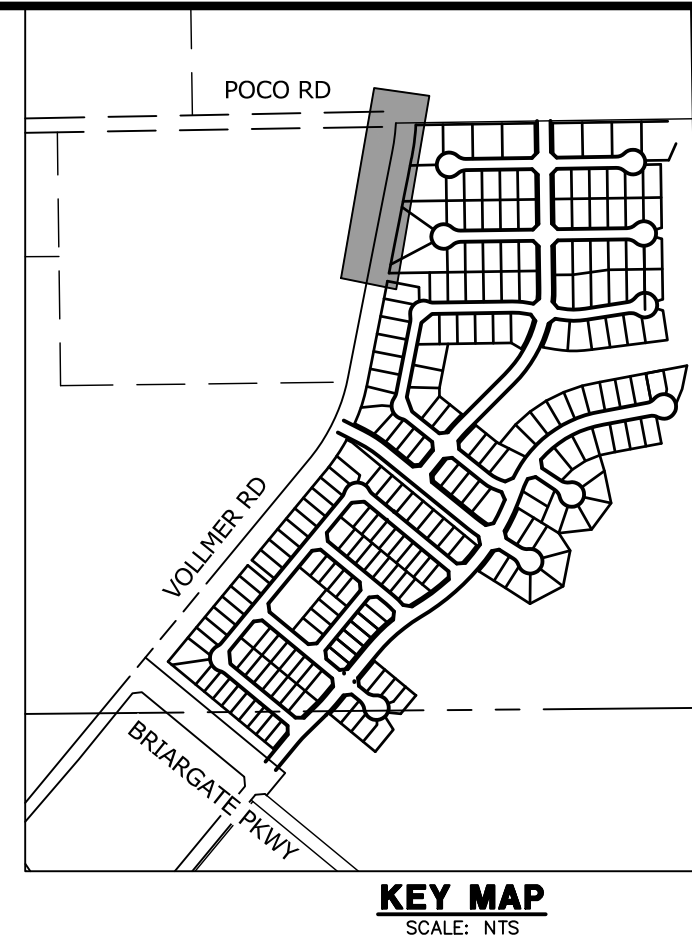 POCO RD
VOLLMER RD
BRIARGATE PKWY
KEY MAP
SCALE: NTS